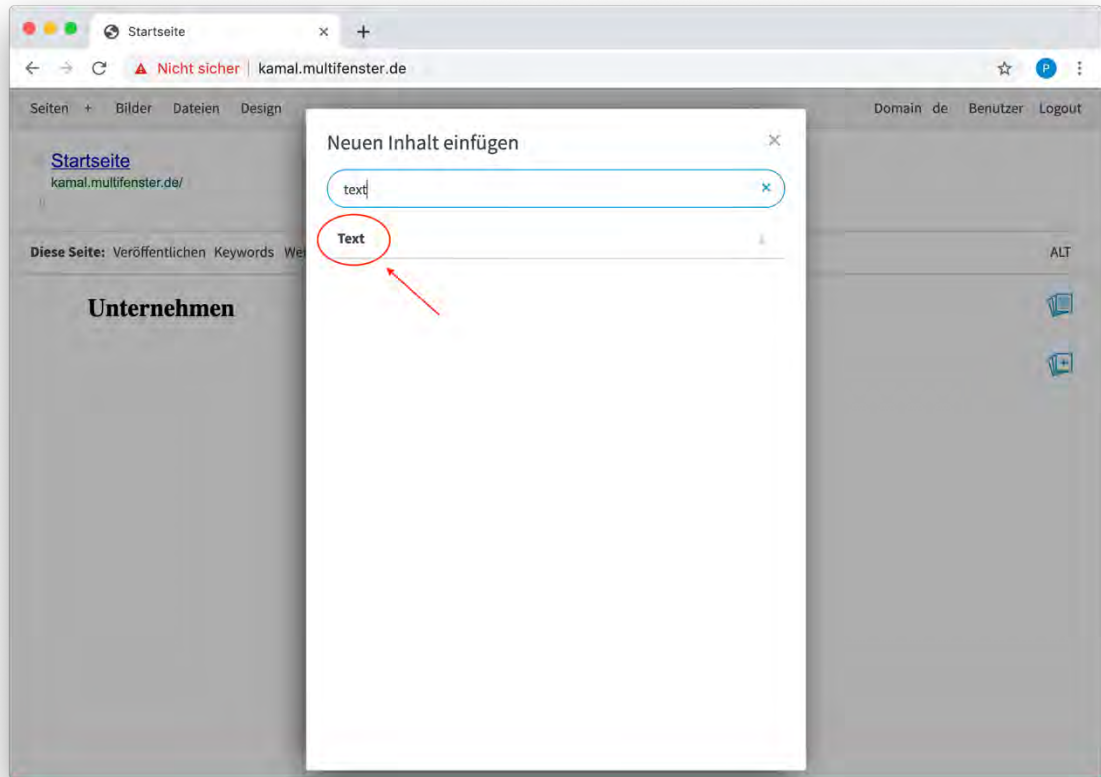 Startseite
Nicht sicher | kamal.multifenster.de
P
Seiten + Bilder Dateien Design
Domain de Benutzer Logout
Neuen Inhalt einfügen
Startseite
kamal.multifenster.de/
text
Text
Diese Seite: Veröffentlichen Keywords
ALT
Unternehmen